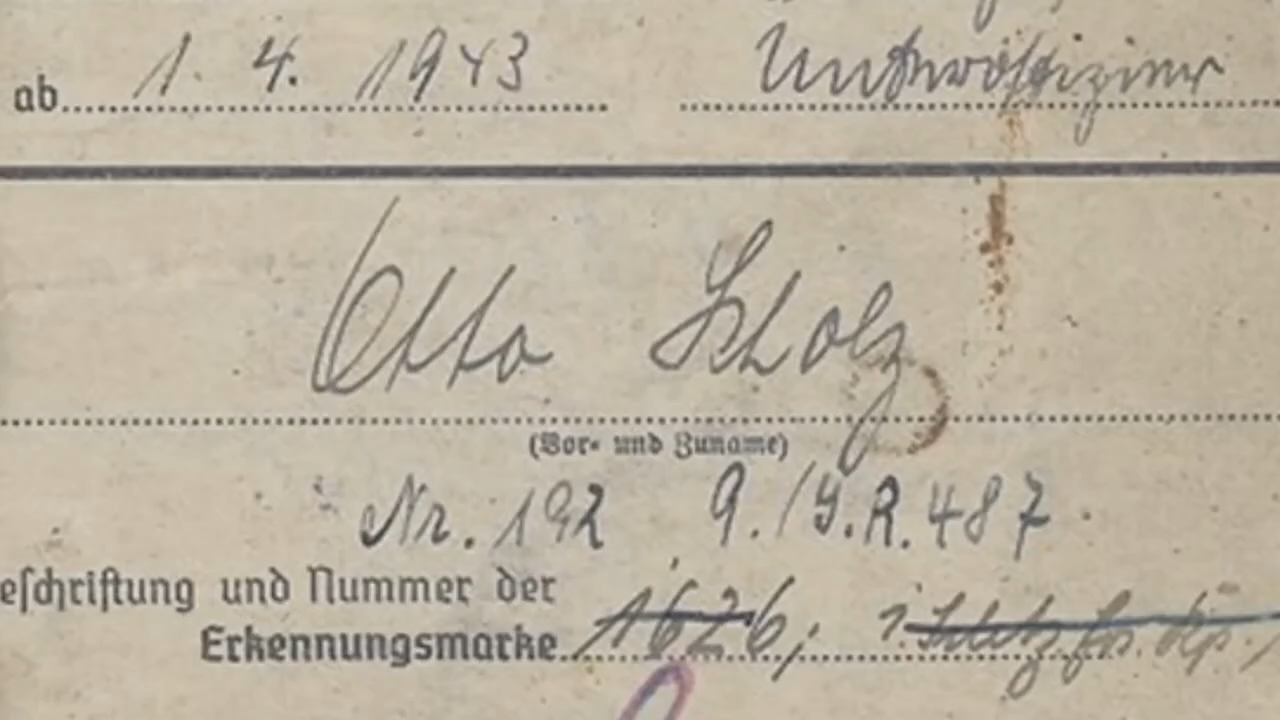 ab 1. 4. 1943 Unteroffizier
Otto Scholz
(Vor- und Zuname)
Nr. 192 9./J.R. 487
eschriftung und Nummer der
Erkennungsmarke 1626;